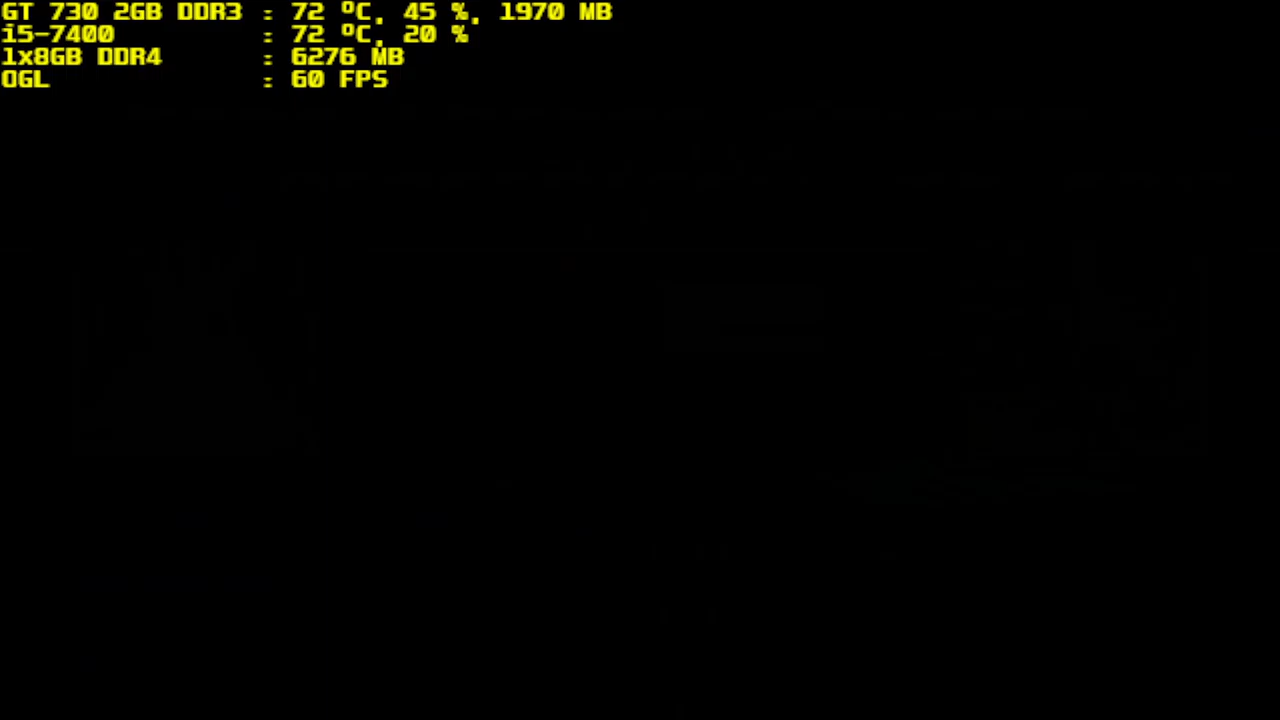 GT 730 2GB DDR3 : 72 ºC, 45 %, 1970 MB
i5-7400 : 72 ºC, 20 %
1x8GB DDR4 : 6276 MB
OGL : 60 FPS